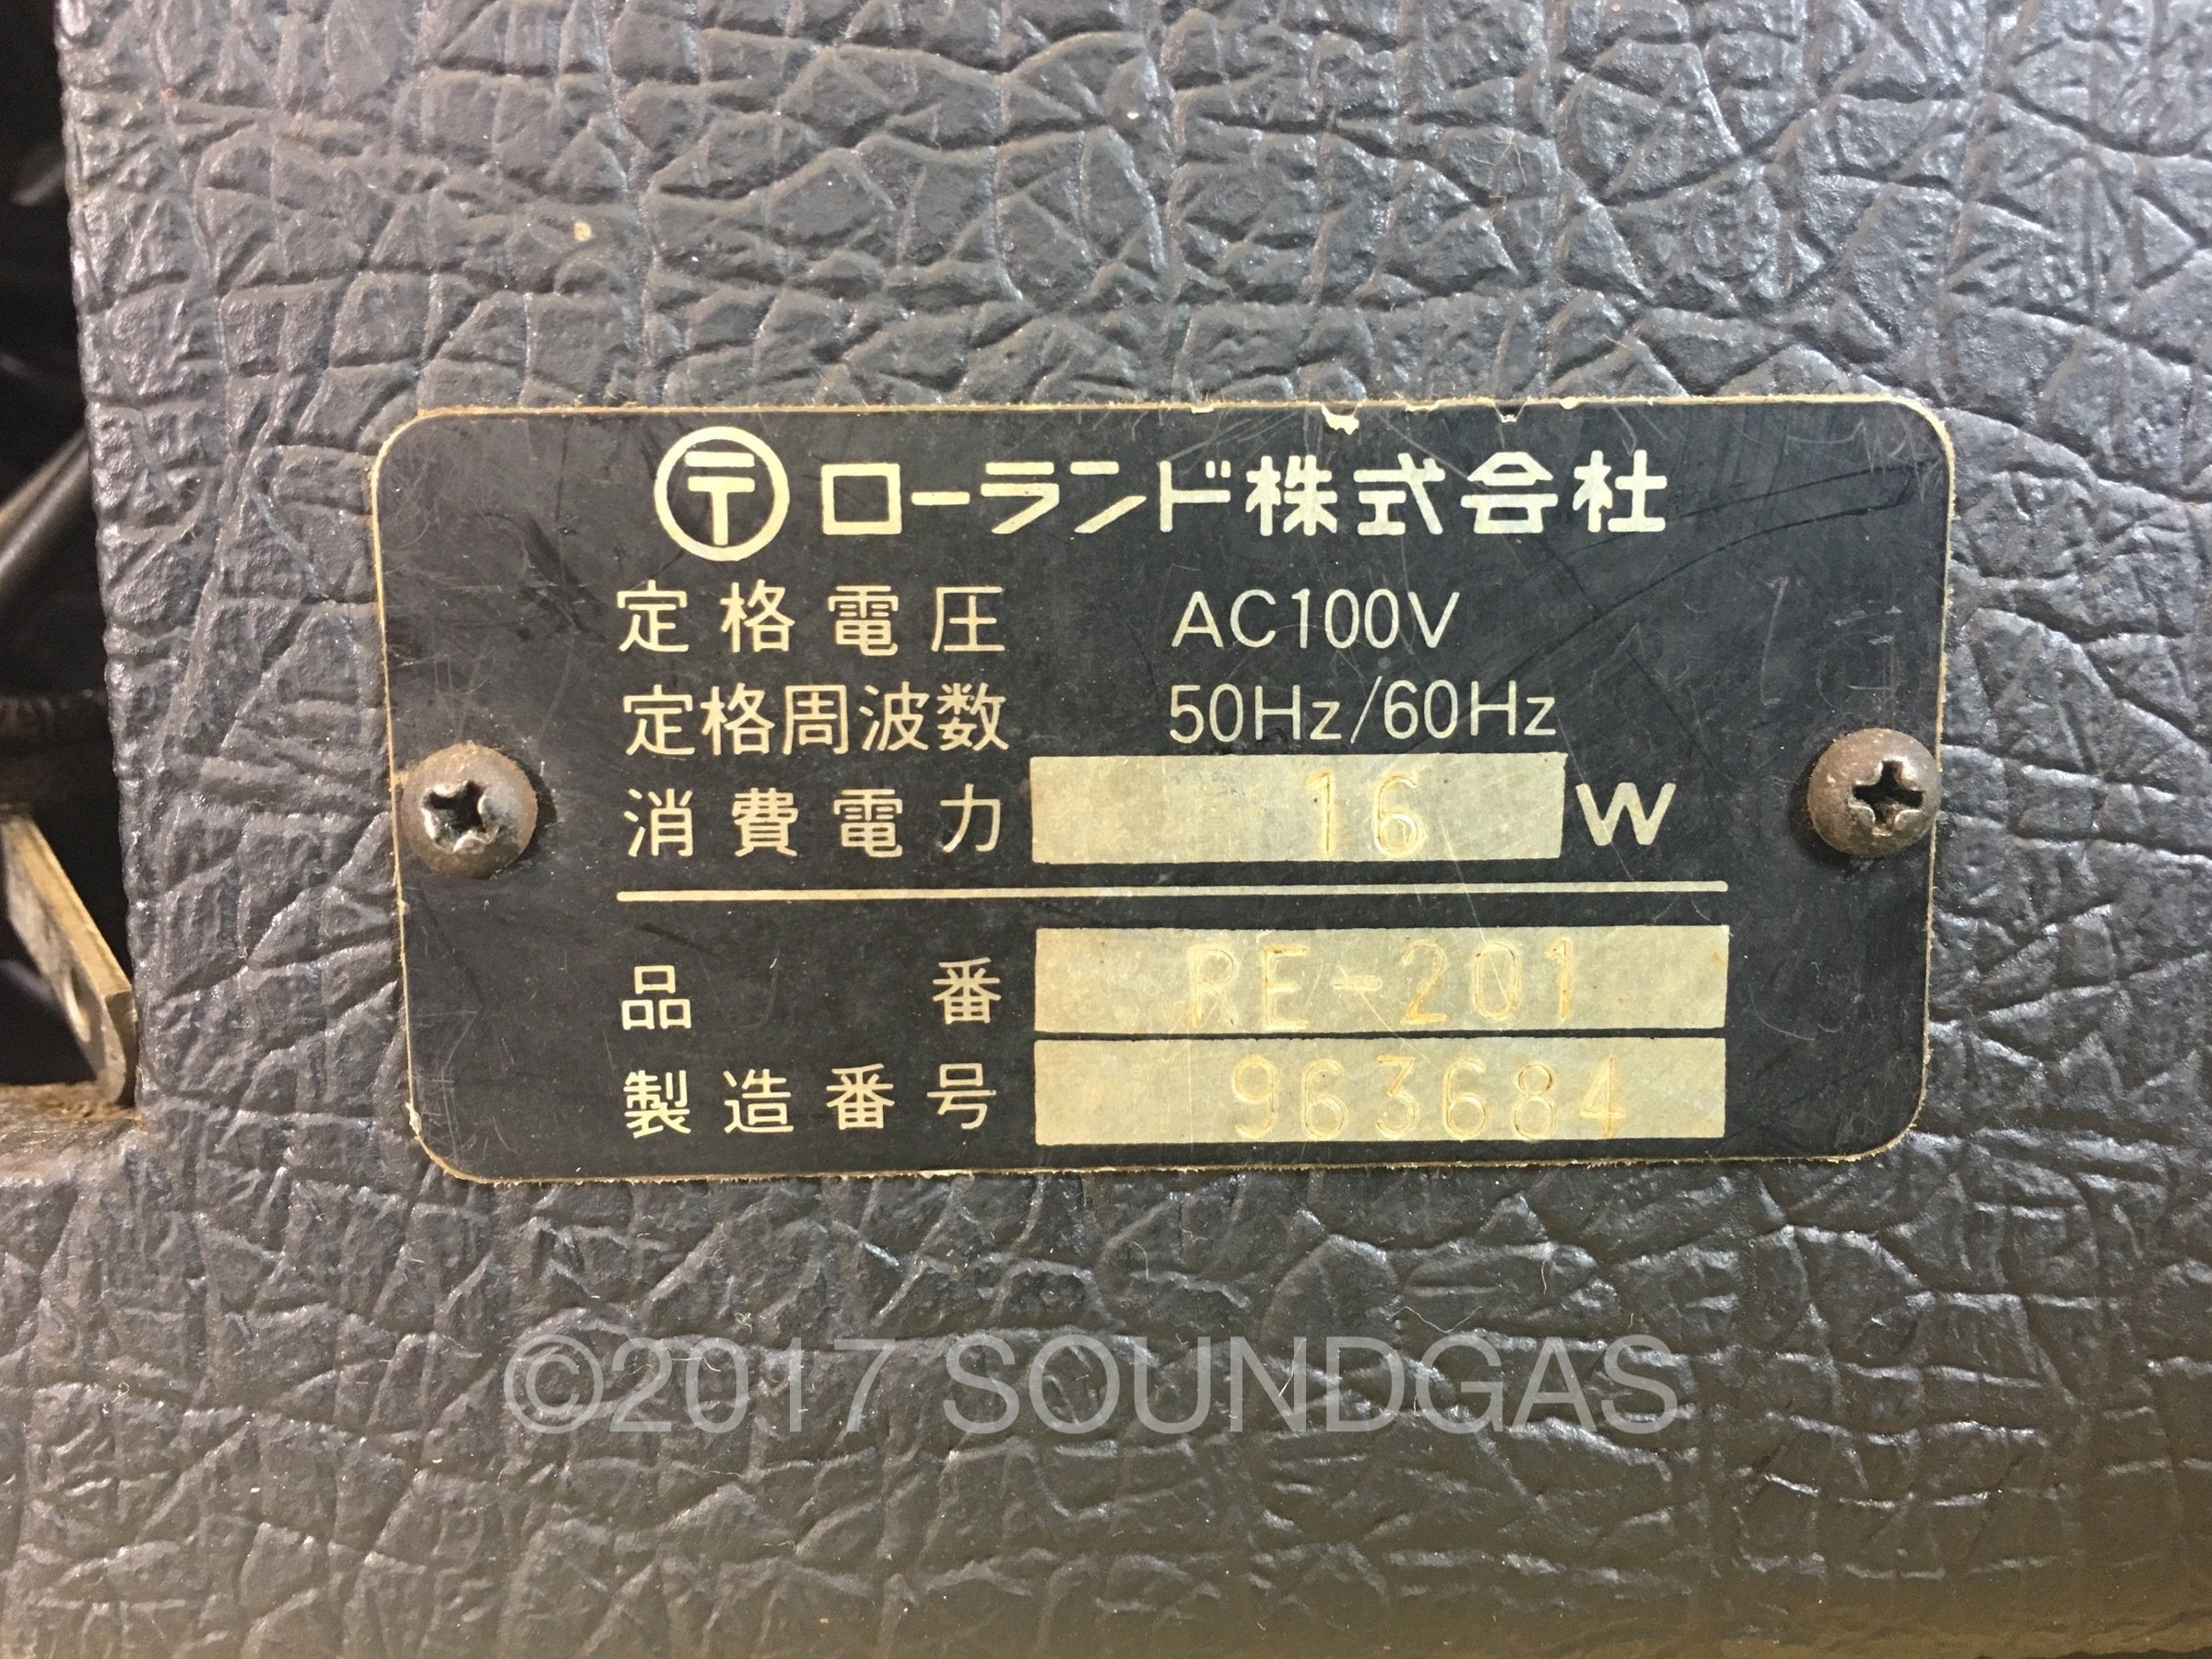 〒 ローランド株式会社
定格電圧 AC100V
定格周波数 50Hz/60Hz
消費電力 16 W
品番 RE-201
製造番号 963684
©2017 SOUNDGAS